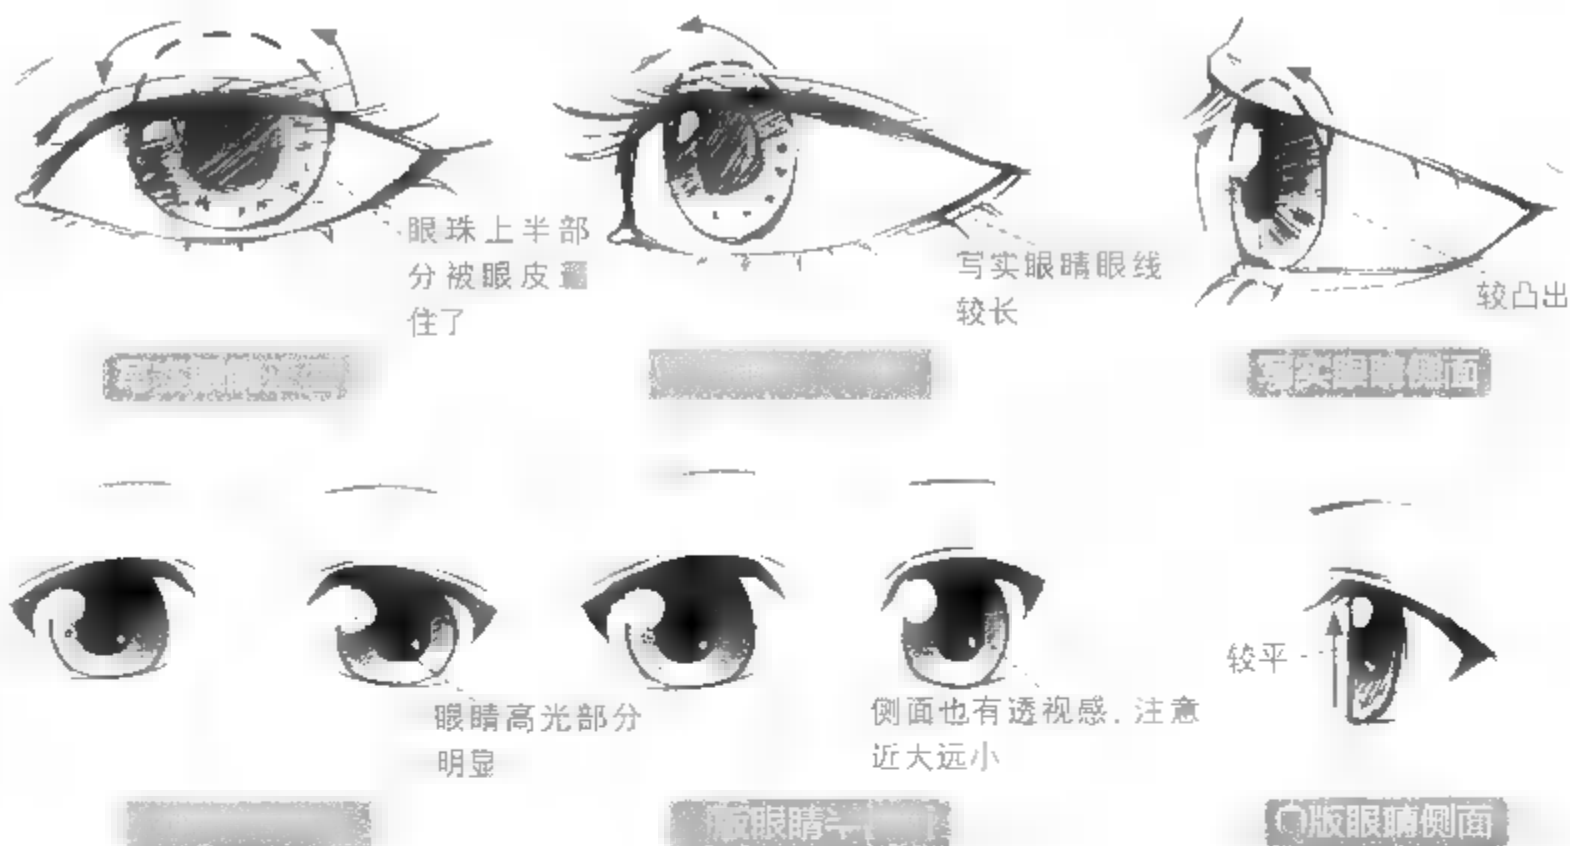 眼珠上半部
分被眼皮
住了
写实眼睛眼线
较长
较凸出
写实眼睛侧面
眼睛高光部分
明显
侧面也有透视感，注意
近大远小
较平
版眼睛
Q版眼睛侧面